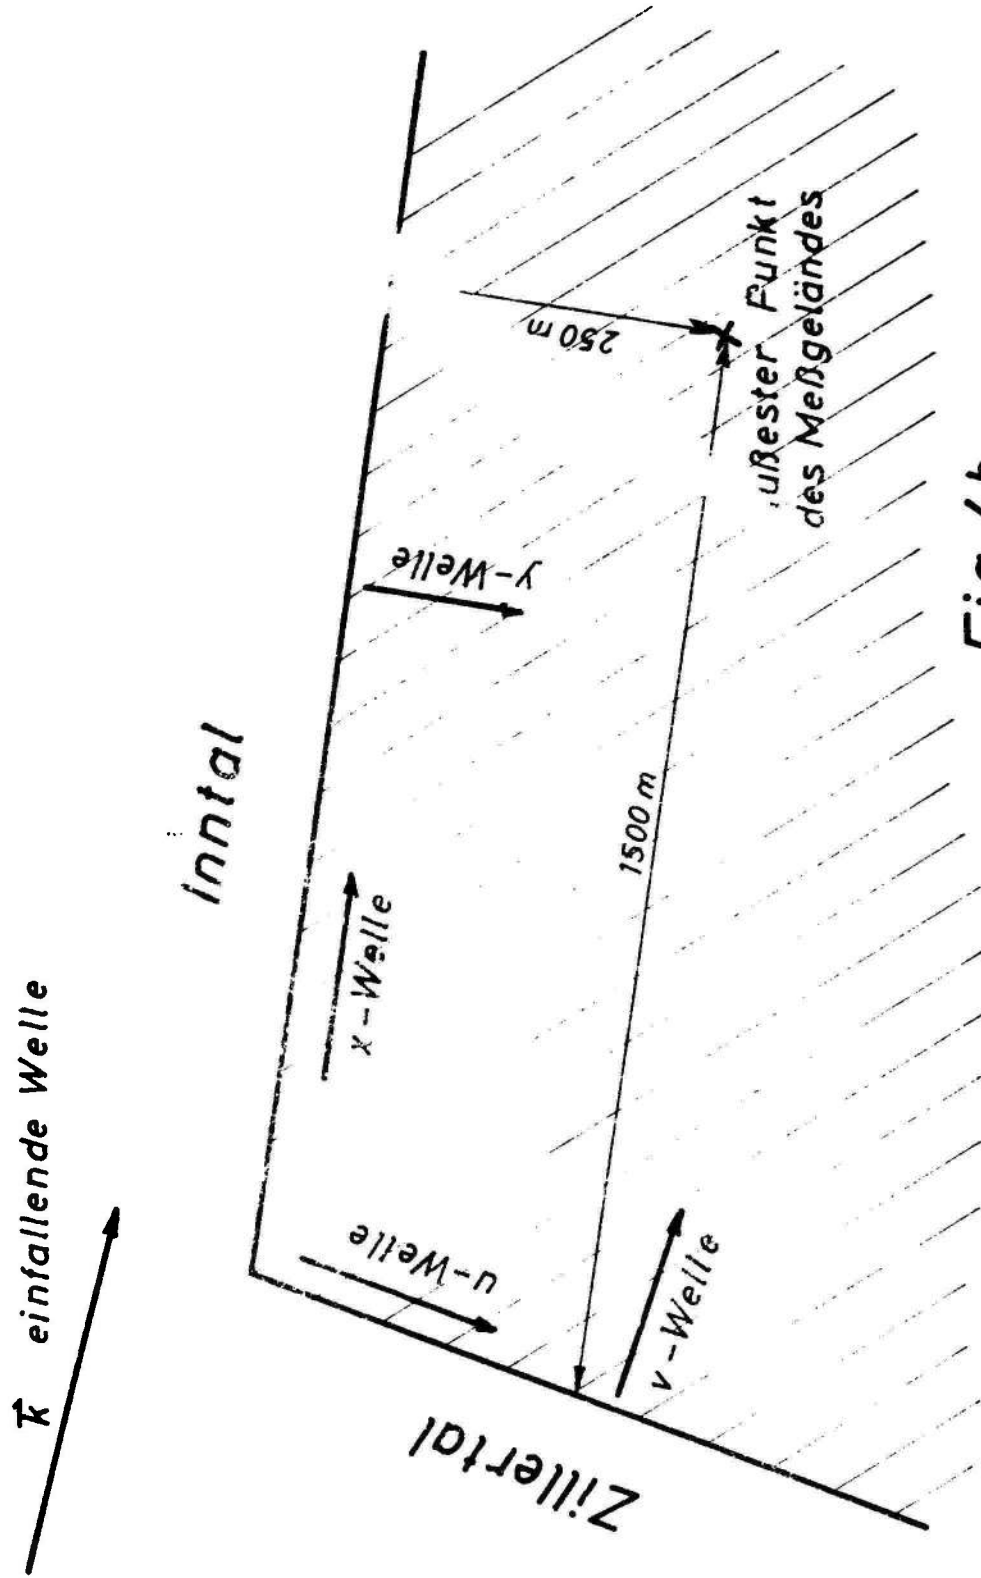 k⃗ einfallende Welle
Inntal
x-Welle
y-Welle
250 m
u-Welle
v-Welle
Zillertal
1500 m
ußester Punkt
des Meßgeländes